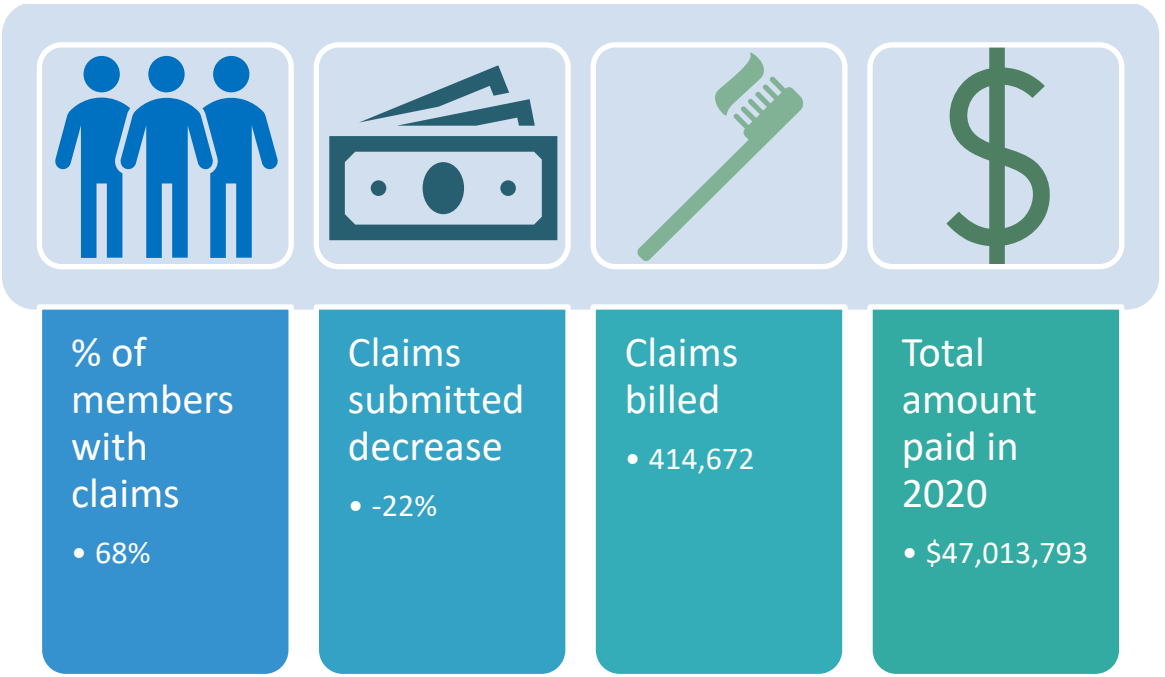 % of
members
with
claims
• 68%
Claims
submitted
decrease
• -22%
Claims
billed
• 414,672
Total
amount
paid in
2020
• $47,013,793